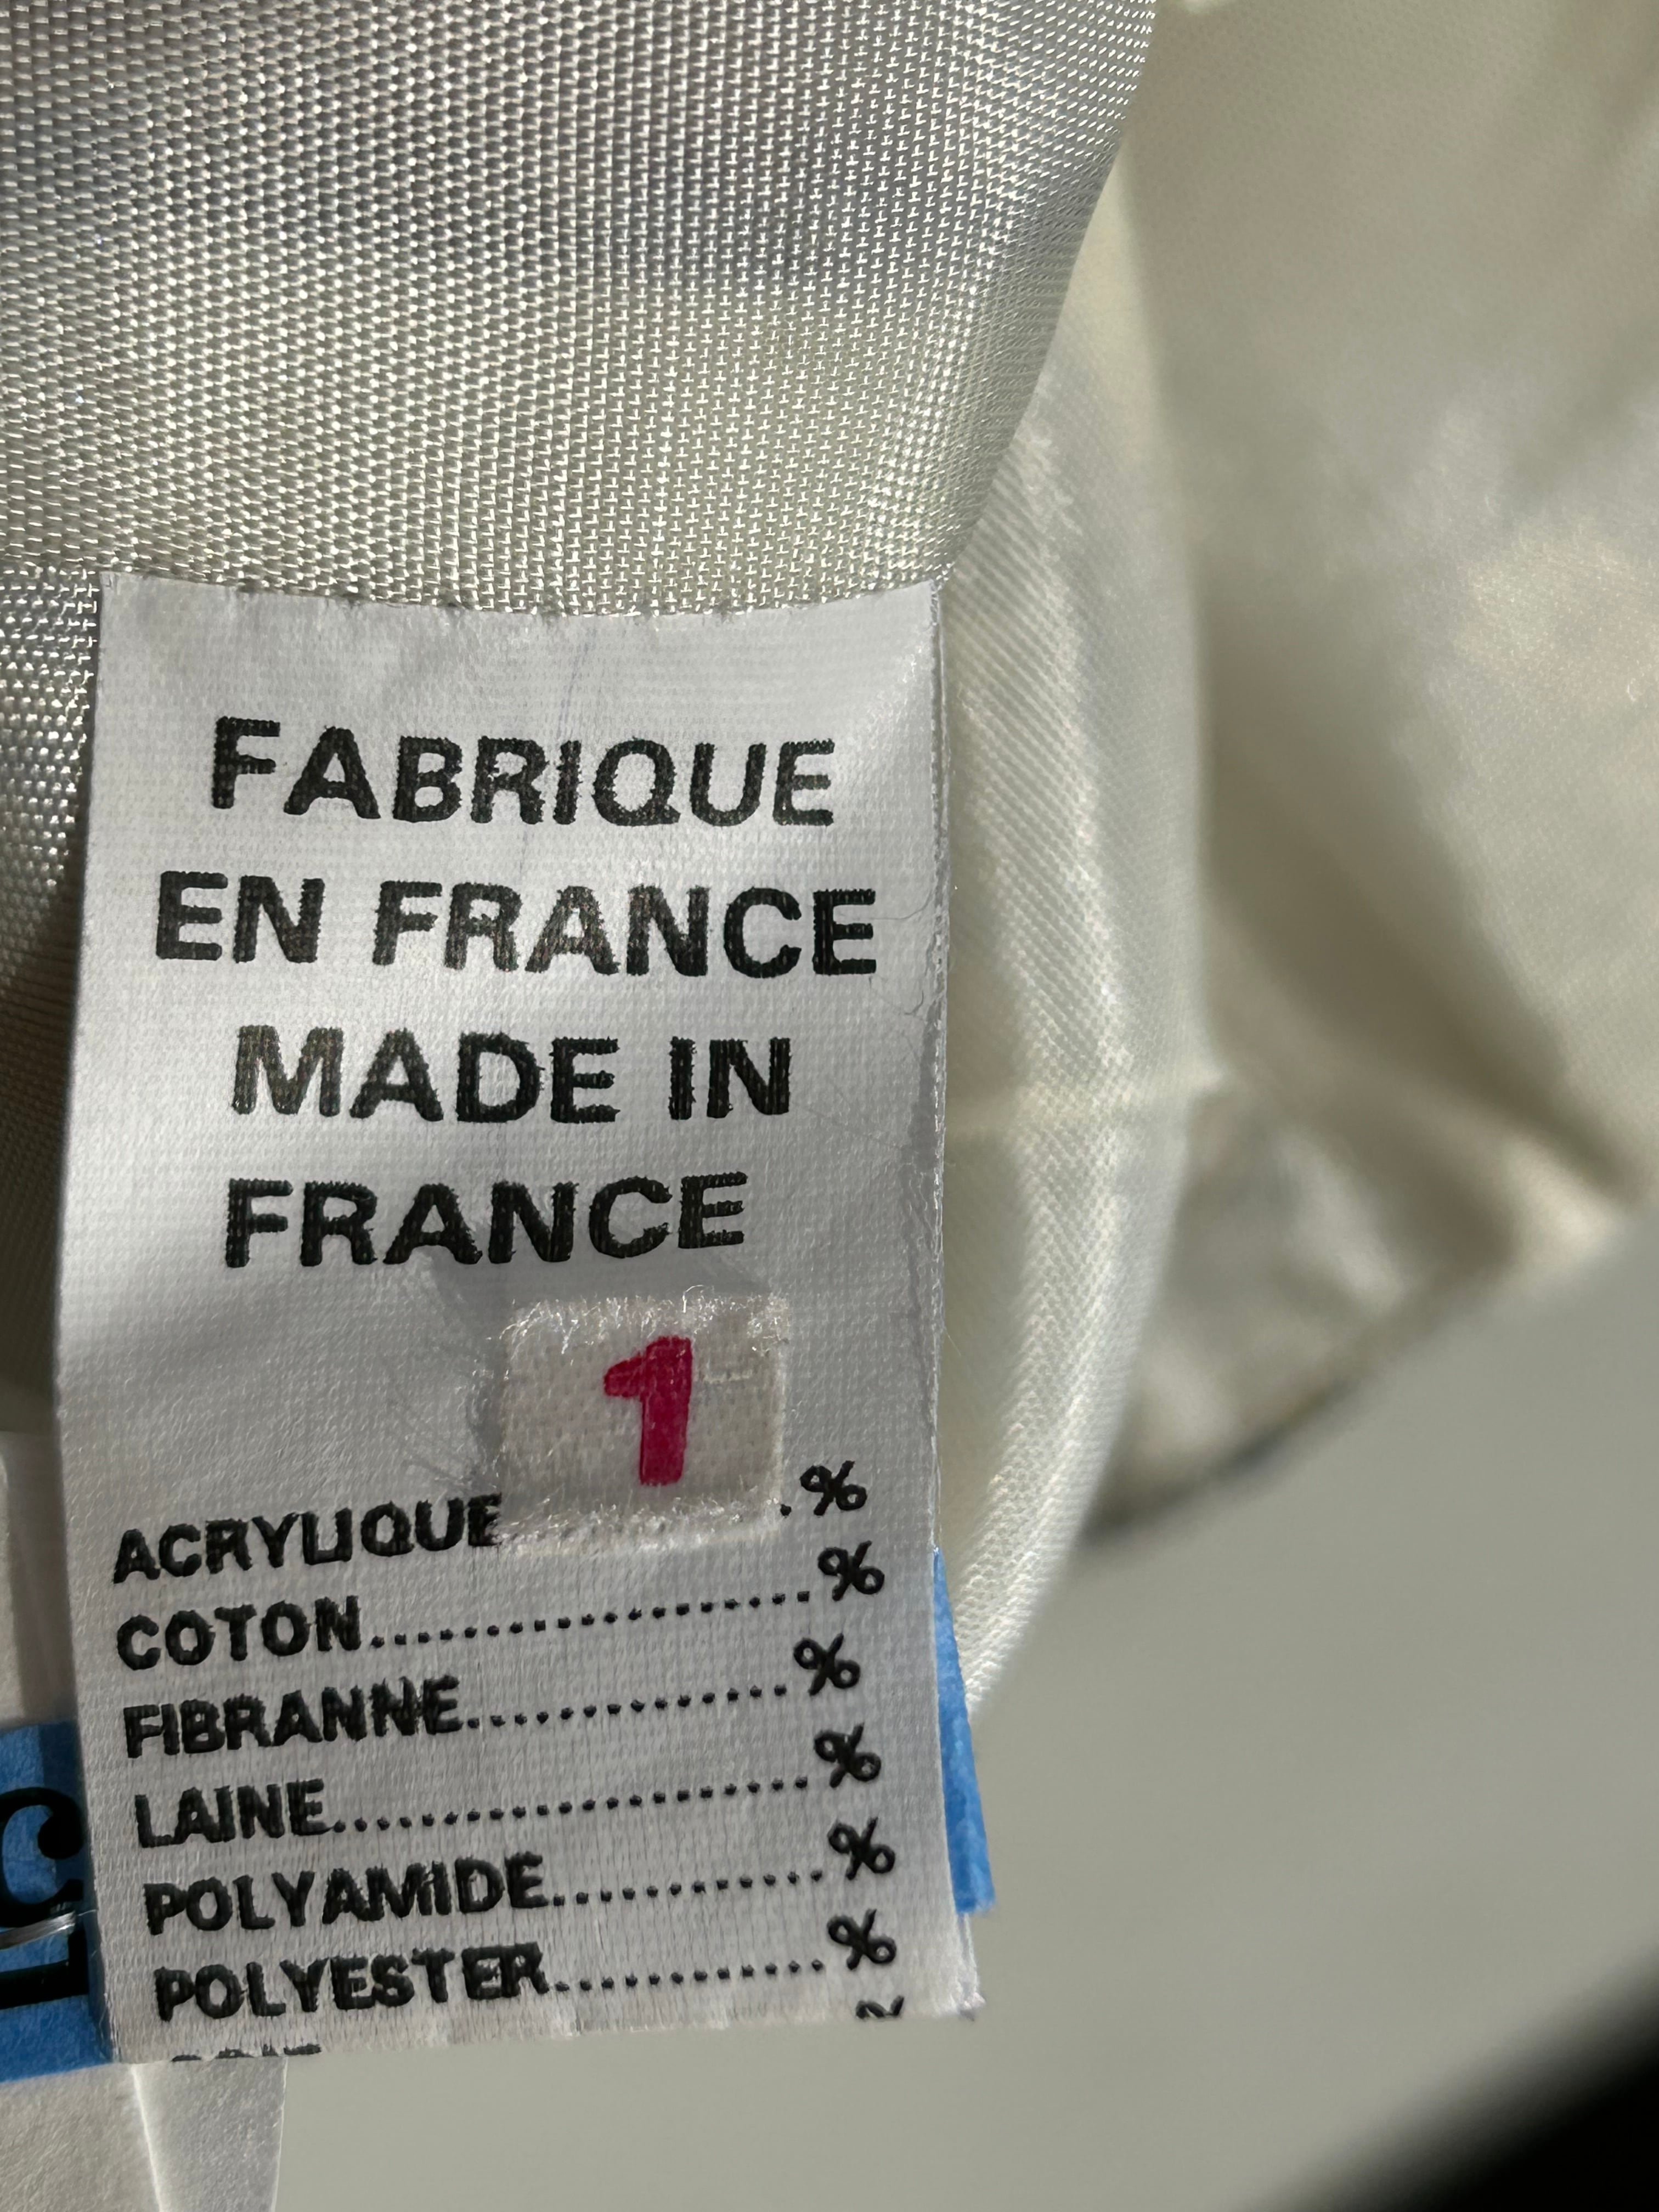 FABRIQUE
EN FRANCE
MADE IN
FRANCE
1
ACRYLIQUE .%
COTON....................%
FIBRANNE..............%
LAINE.....................%
POLYAMIDE............%
POLYESTER............%